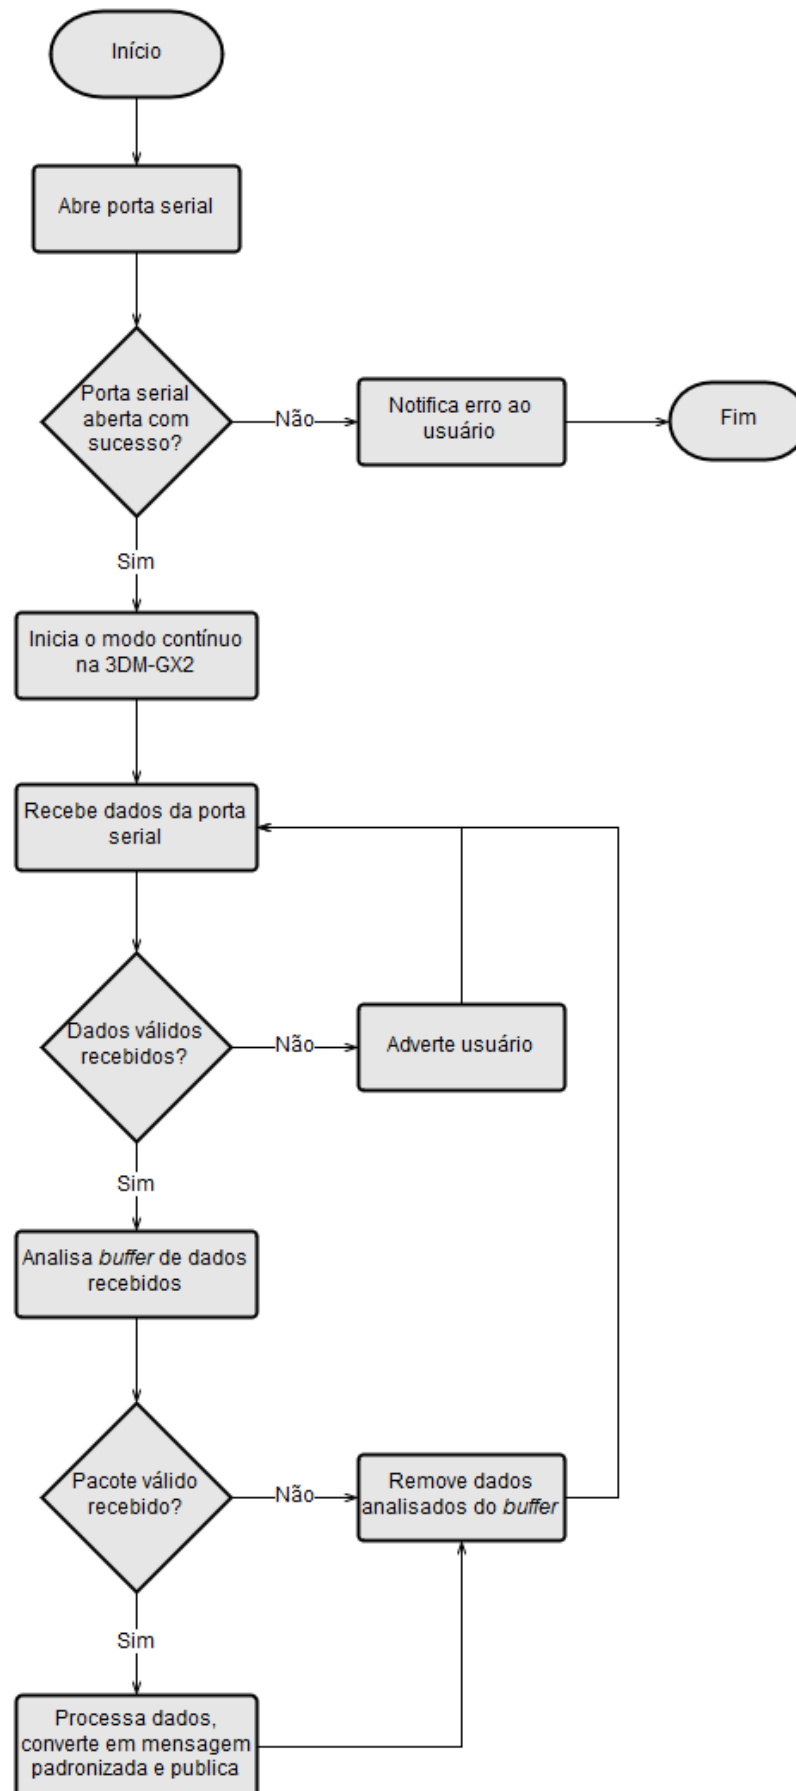 Início
Abre porta serial
Porta serial
aberta com
sucesso?
Não
Notifica erro ao
usuário
Fim
Sim
Inicia o modo contínuo
na 3DM-GX2
Recebe dados da porta
serial
Dados válidos
recebidos?
Não
Adverte usuário
Sim
Analisa buffer de dados
recebidos
Pacote válido
recebido?
Não
Remove dados
analisados do buffer
Sim
Processa dados,
converte em mensagem
padronizada e publica